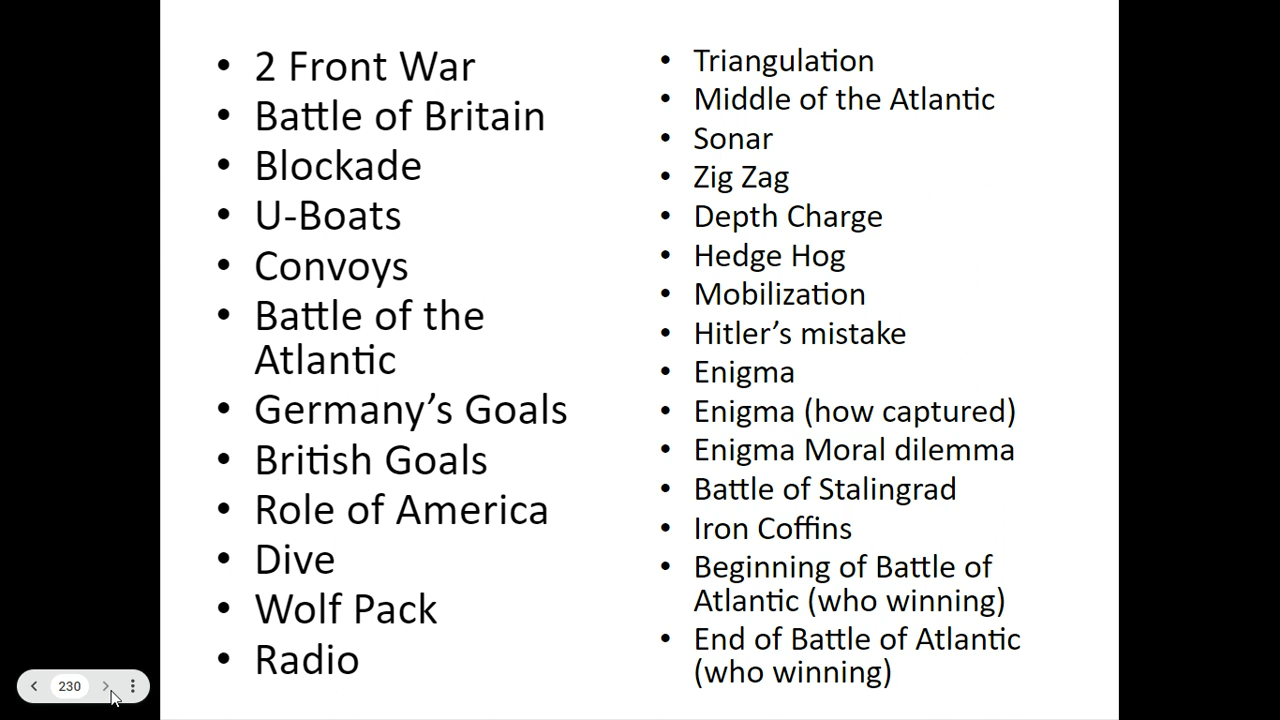 • 2 Front War
• Battle of Britain
• Blockade
• U-Boats
• Convoys
• Battle of the
Atlantic
• Germany’s Goals
• British Goals
• Role of America
• Dive
• Wolf Pack
• Radio
• Triangulation
• Middle of the Atlantic
• Sonar
• Zig Zag
• Depth Charge
• Hedge Hog
• Mobilization
• Hitler’s mistake
• Enigma
• Enigma (how captured)
• Enigma Moral dilemma
• Battle of Stalingrad
• Iron Coffins
• Beginning of Battle of
Atlantic (who winning)
• End of Battle of Atlantic
(who winning)
230